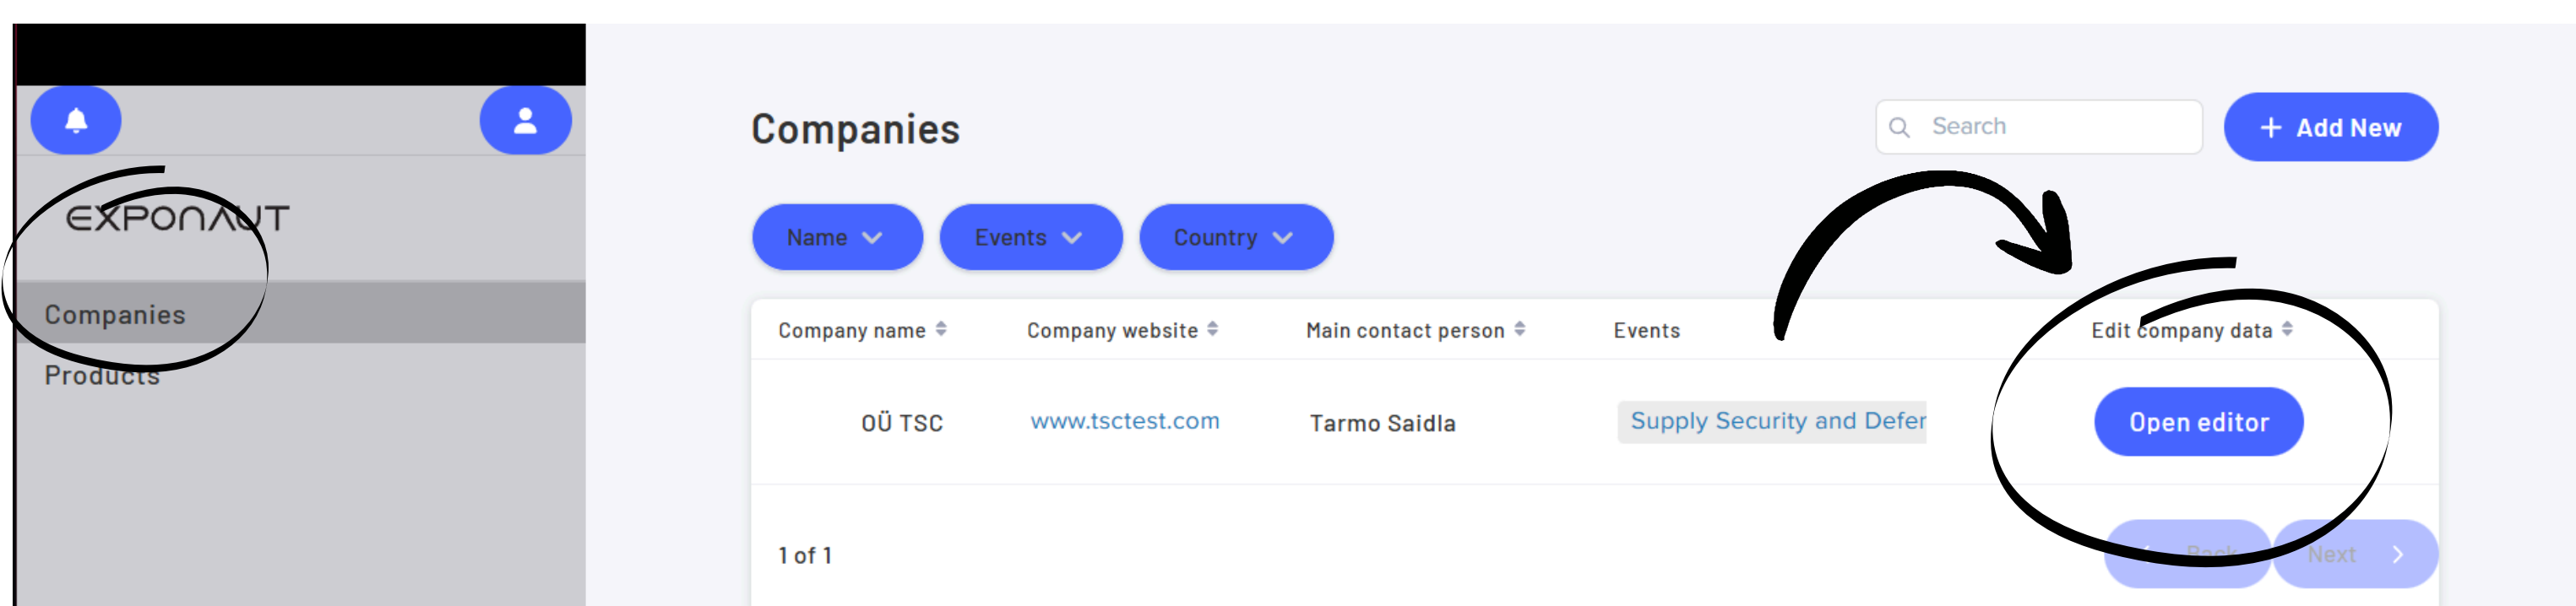 EXPONAUT
Companies
Products
Companies
Search
+ Add New
Name
Events
Country
Company name
Company website
Main contact person
Events
Edit company data
OÜ TSC
www.tsctest.com
Tarmo Saidla
Supply Security and Defer
Open editor
1 of 1
Back
Next